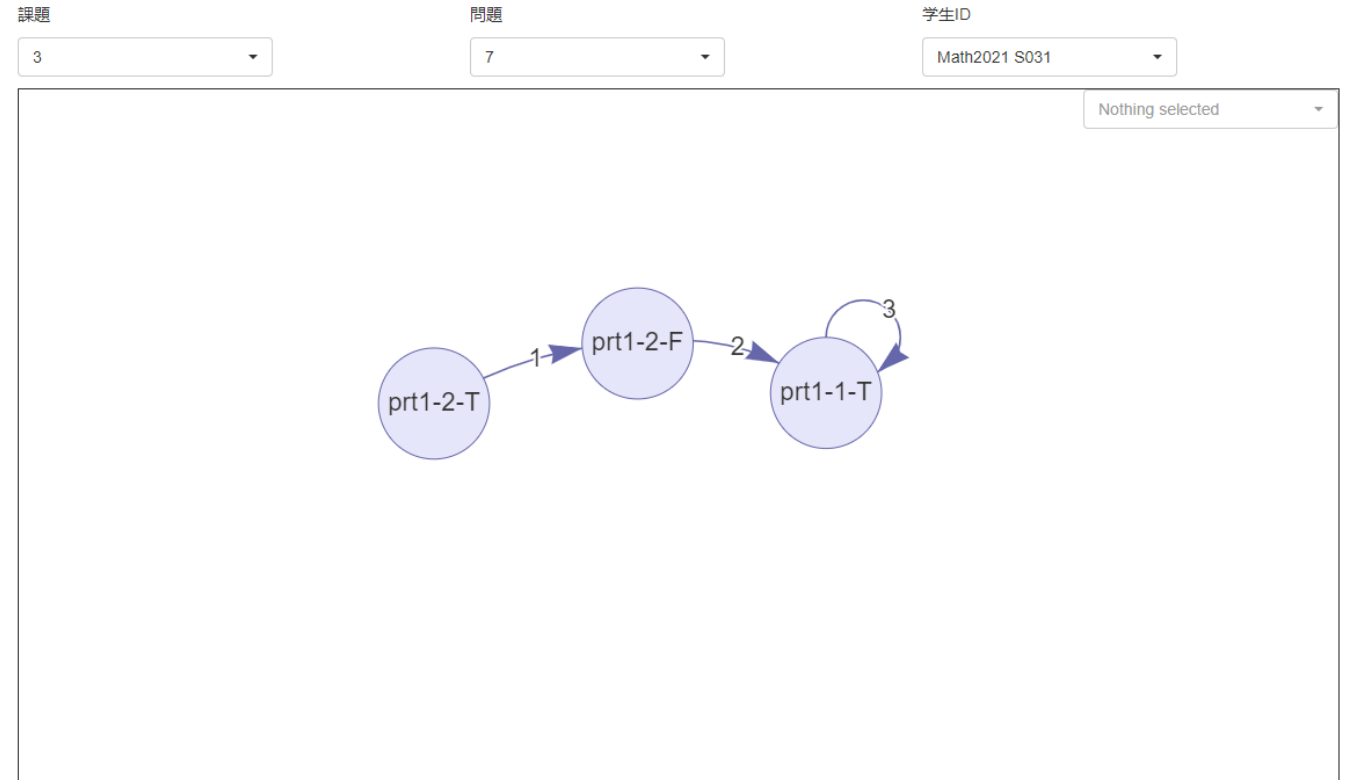 課題
問題
学生ID
3
7
Math2021 S031
Nothing selected
prt1-2-T
1
prt1-2-F
2
prt1-1-T
3